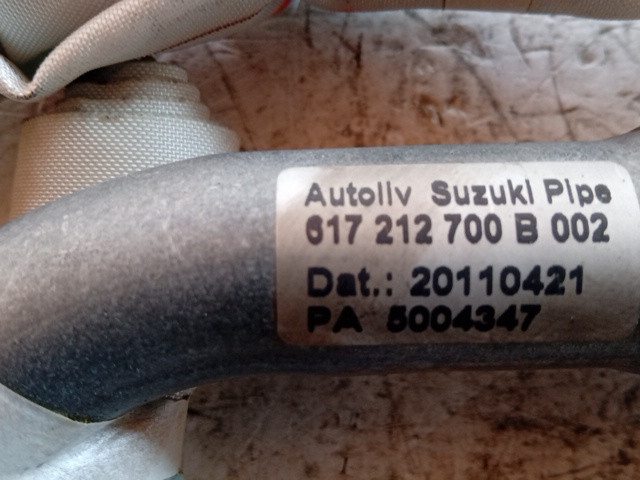 Autoliv Suzuki Pipe
617 212 700 B 002
Dat.: 20110421
PA 5004347